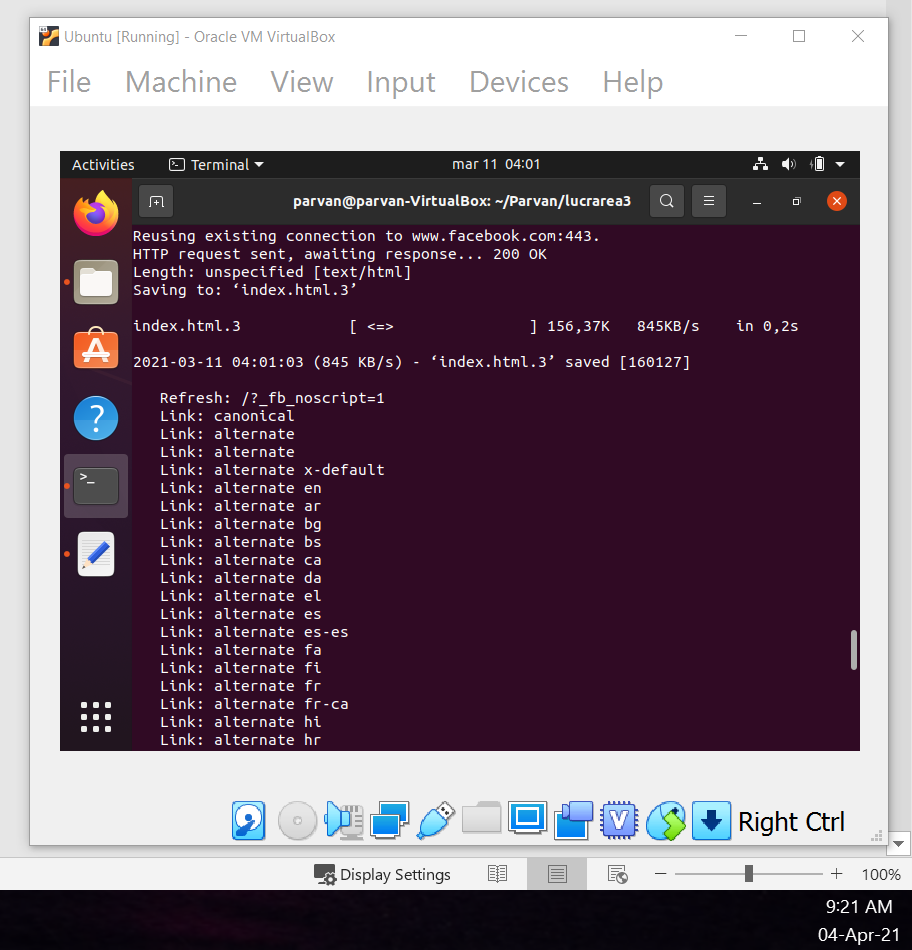 Ubuntu [Running] - Oracle VM VirtualBox
File Machine View Input Devices Help
Activities Terminal mar 11 04:01
parvan@parvan-VirtualBox: ~/Parvan/lucrarea3
Reusing existing connection to www.facebook.com:443.
HTTP request sent, awaiting response... 200 OK
Length: unspecified [text/html]
Saving to: ‘index.html.3’
index.html.3 [ <=> ] 156,37K 845KB/s in 0,2s
2021-03-11 04:01:03 (845 KB/s) - ‘index.html.3’ saved [160127]
Refresh: /?_fb_noscript=1
Link: canonical
Link: alternate
Link: alternate
Link: alternate x-default
Link: alternate en
Link: alternate ar
Link: alternate bg
Link: alternate bs
Link: alternate ca
Link: alternate da
Link: alternate el
Link: alternate es
Link: alternate es-es
Link: alternate fa
Link: alternate fi
Link: alternate fr
Link: alternate fr-ca
Link: alternate hi
Link: alternate hr
Right Ctrl
Display Settings 100%
9:21 AM
04-Apr-21